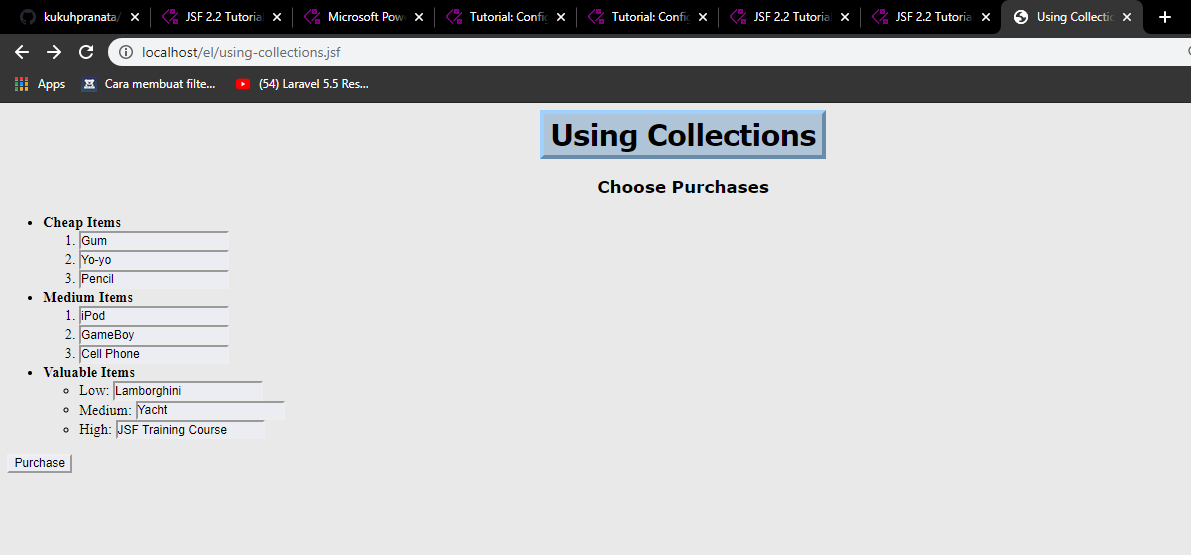 kukuhpranata/
JSF 2.2 Tutorial
Microsoft Pow
Tutorial: Config
Tutorial: Config
JSF 2.2 Tutoria
JSF 2.2 Tutoria
Using Collectio
localhost/el/using-collections.jsf
Apps
Cara membuat filte...
(54) Laravel 5.5 Res...
Using Collections
Choose Purchases
• Cheap Items
1. Gum
2. Yo-yo
3. Pencil
• Medium Items
1. iPod
2. GameBoy
3. Cell Phone
• Valuable Items
Low: Lamborghini
Medium: Yacht
High: JSF Training Course
Purchase